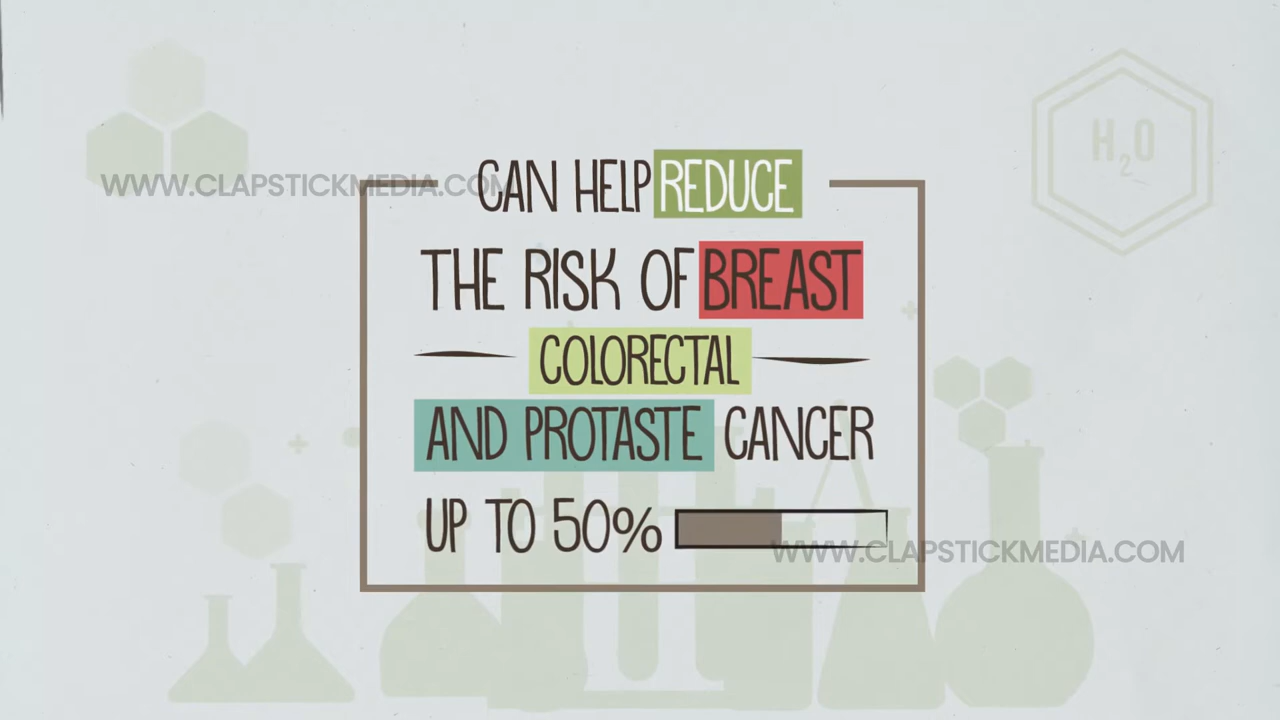 H2O
WWW.CLAPSTICKMEDIA.COM
CAN HELP REDUCE
THE RISK OF BREAST
COLORECTAL
AND PROTASTE CANCER
UP TO 50%
WWW.CLAPSTICKMEDIA.COM